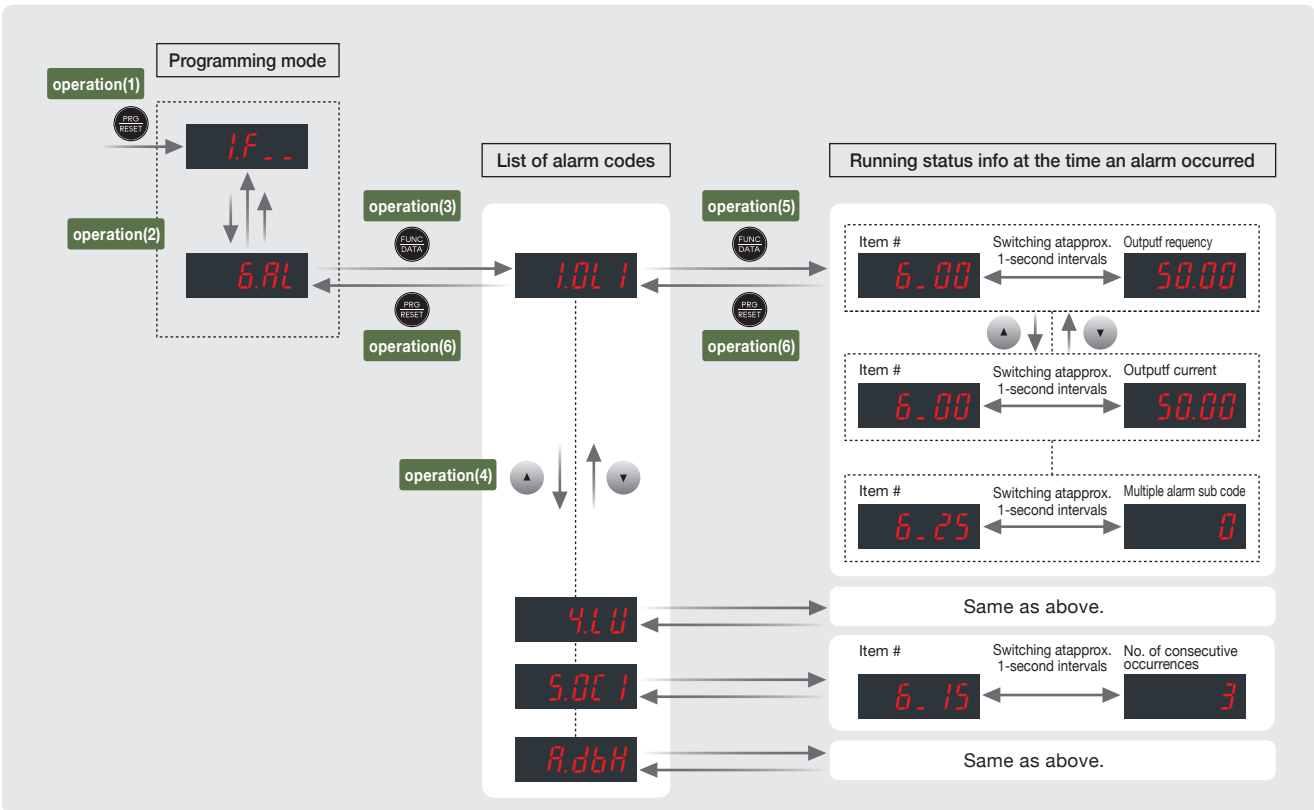 Programming mode
operation(1)
PRG
RESET
1.F _ _
operation(2)
6.AL
List of alarm codes
operation(3)
FUNC
DATA
PRG
RESET
operation(6)
1.OL1
operation(4)
▲
▼
4.LU
5.OC1
A.dbH
Running status info at the time an alarm occurred
operation(5)
FUNC
DATA
PRG
RESET
operation(6)
Item #
Switching atapprox.
1-second intervals
Outputf requency
6_00
50.00
▲
▼
Item #
Switching atapprox.
1-second intervals
Outputf current
6_00
50.00
Item #
Switching atapprox.
1-second intervals
Multiple alarm sub code
6_25
0
Same as above.
Item #
Switching atapprox.
1-second intervals
No. of consecutive
occurrences
6_15
3
Same as above.